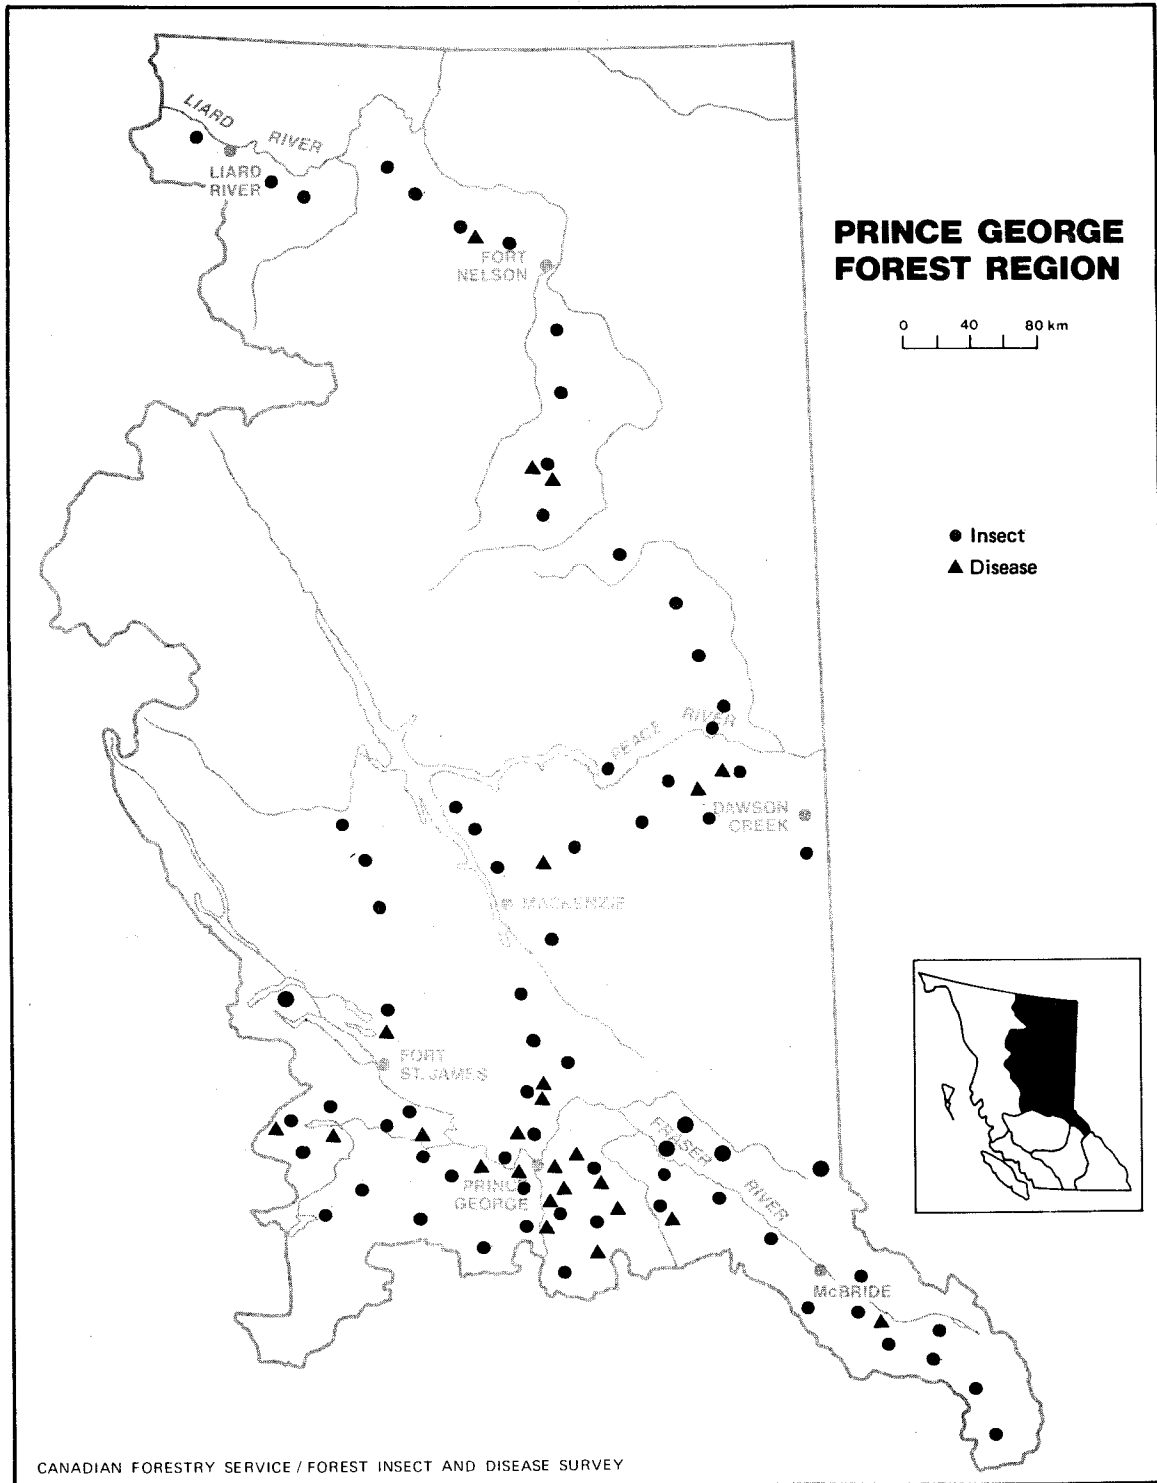 LIARD
RIVER
LIARD
RIVER
PRINCE GEORGE
FOREST REGION
FORT
NELSON
0 40 80 km
Insect
Disease
PEACE RIVER
DAWSON
CREEK
MACKENZIE
FORT
ST. JAMES
FRASER
RIVER
PRINCE
GEORGE
McBRIDE
CANADIAN FORESTRY SERVICE / FOREST INSECT AND DISEASE SURVEY